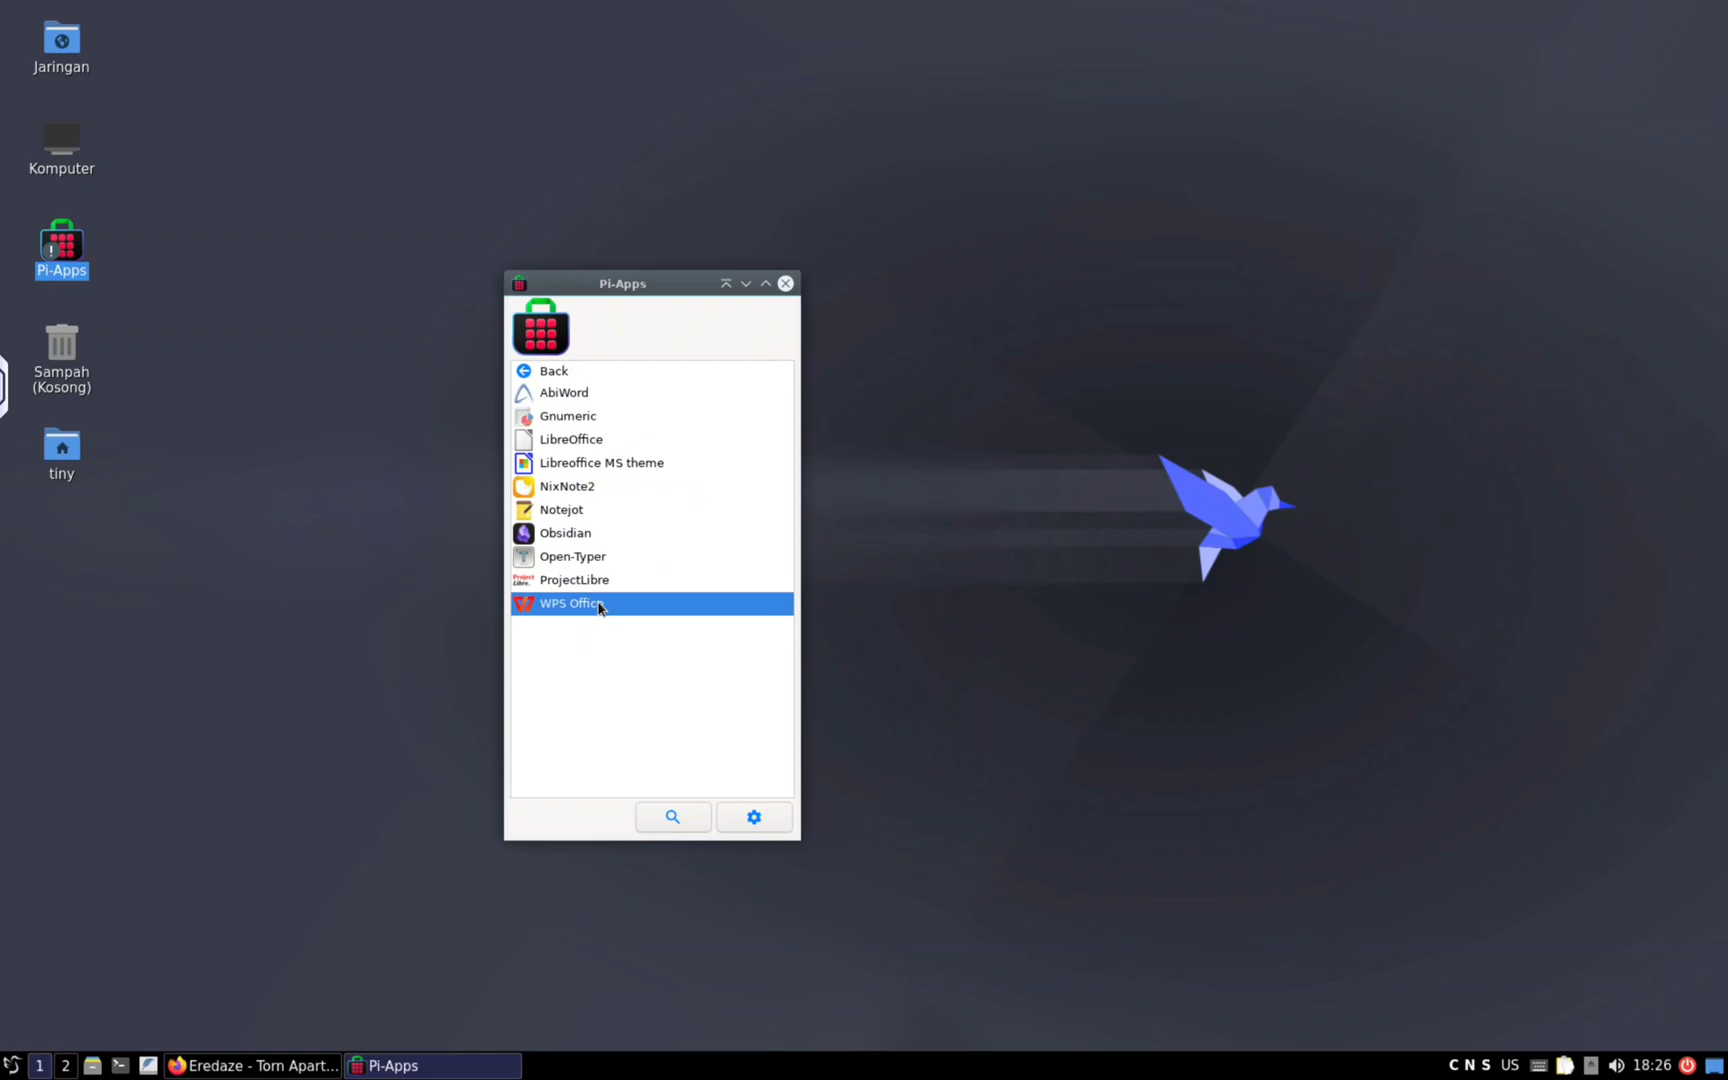 Jaringan
Komputer
Pi-Apps
Sampah
(Kosong)
tiny
Pi-Apps
Back
AbiWord
Gnumeric
LibreOffice
Libreoffice MS theme
NixNote2
Notejot
Obsidian
Open-Typer
ProjectLibre
WPS Office
1
2
Eredaze - Torn Apart...
Pi-Apps
C N S
US
18:26